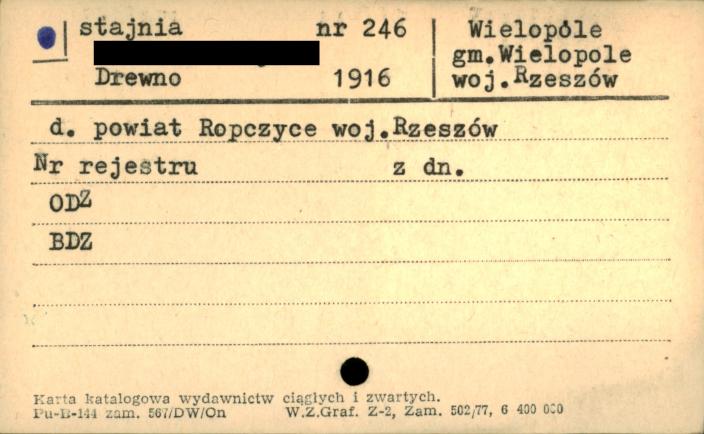 stajnia nr 246
Drewno 1916
Wielopole
gm.Wielopole
woj.Rzeszów
d. powiat Ropczyce woj.Rzeszów
Nr rejestru z dn.
ODZ
BDZ
Karta katalogowa wydawnictw ciągłych i zwartych.
Pu-B-144 zam. 567/DW/On W.Z.Graf. Z-2, Zam. 502/77, 6 400 000